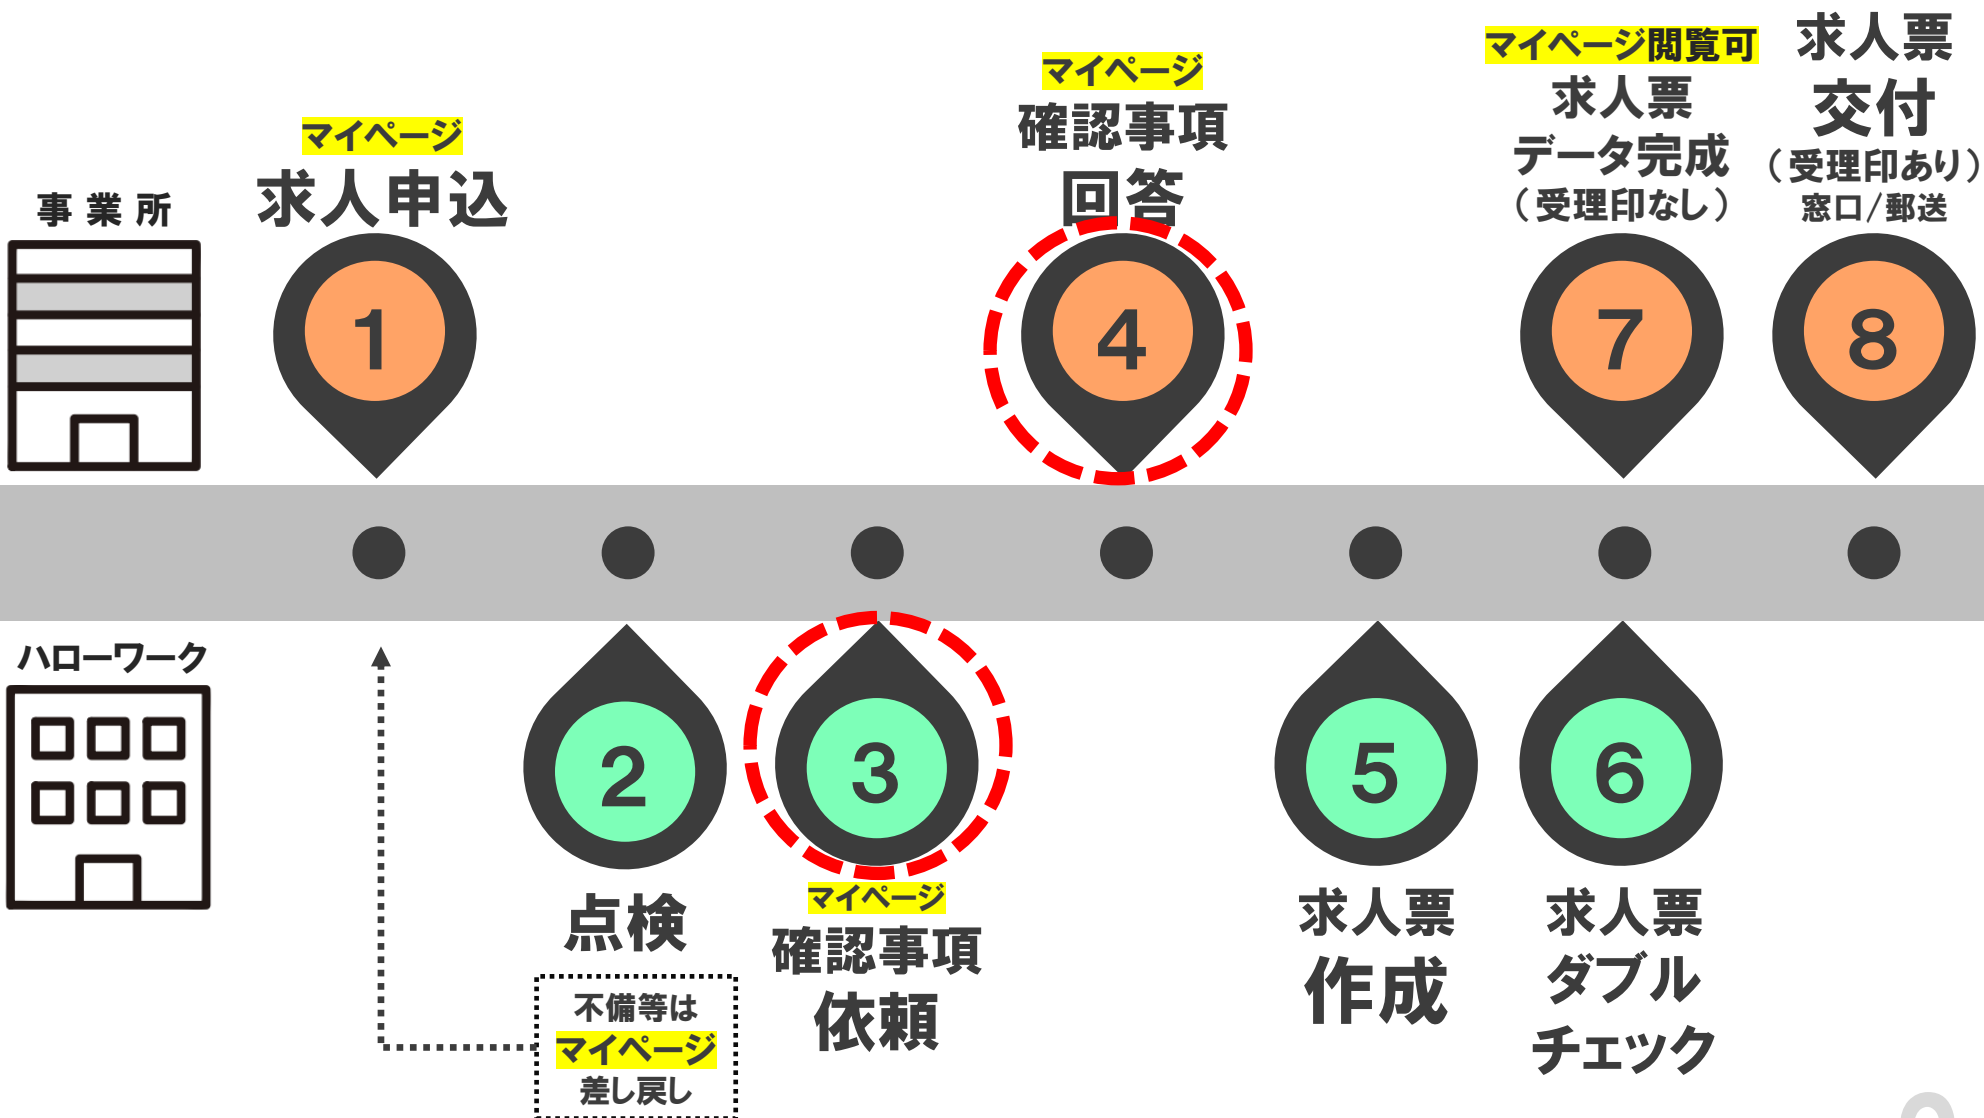 事業所
マイページ
求人申込
1
マイページ
確認事項
回答
4
マイページ閲覧可
求人票
データ完成
（受理印なし）
7
求人票
交付
（受理印あり）
窓口/郵送
8
ハローワーク
2
点検
不備等は
マイページ
差し戻し
3
マイページ
確認事項
依頼
5
求人票
作成
6
求人票
ダブル
チェック